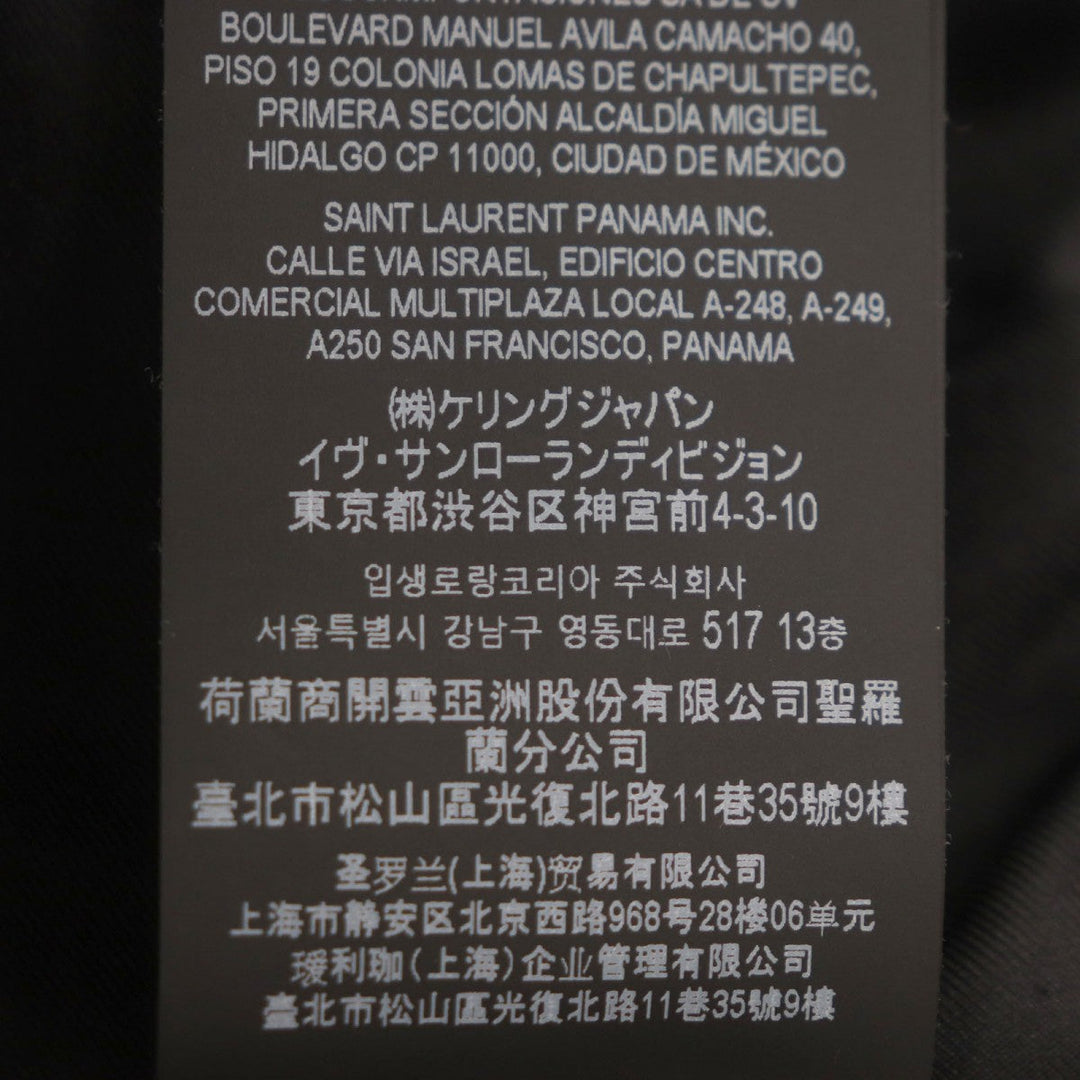 IMPORTACIONES SA DE CV
BOULEVARD MANUEL AVILA CAMACHO 40,
PISO 19 COLONIA LOMAS DE CHAPULTEPEC,
PRIMERA SECCIÓN ALCALDÍA MIGUEL
HIDALGO CP 11000, CIUDAD DE MÉXICO
SAINT LAURENT PANAMA INC.
CALLE VIA ISRAEL, EDIFICIO CENTRO
COMERCIAL MULTIPLAZA LOCAL A-248, A-249,
A250 SAN FRANCISCO, PANAMA
(株)ケリングジャパン
イヴ・サンローランディビジョン
東京都渋谷区神宮前4-3-10
입생로랑코리아 주식회사
서울특별시 강남구 영동대로 517 13층
荷蘭商開雲亞洲股份有限公司聖羅
蘭分公司
臺北市松山區光復北路11巷35號9樓
圣罗兰(上海)贸易有限公司
上海市静安区北京西路968号28楼06单元
瑷利珈(上海)企业管理有限公司
臺北市松山區光復北路11巷35號9樓